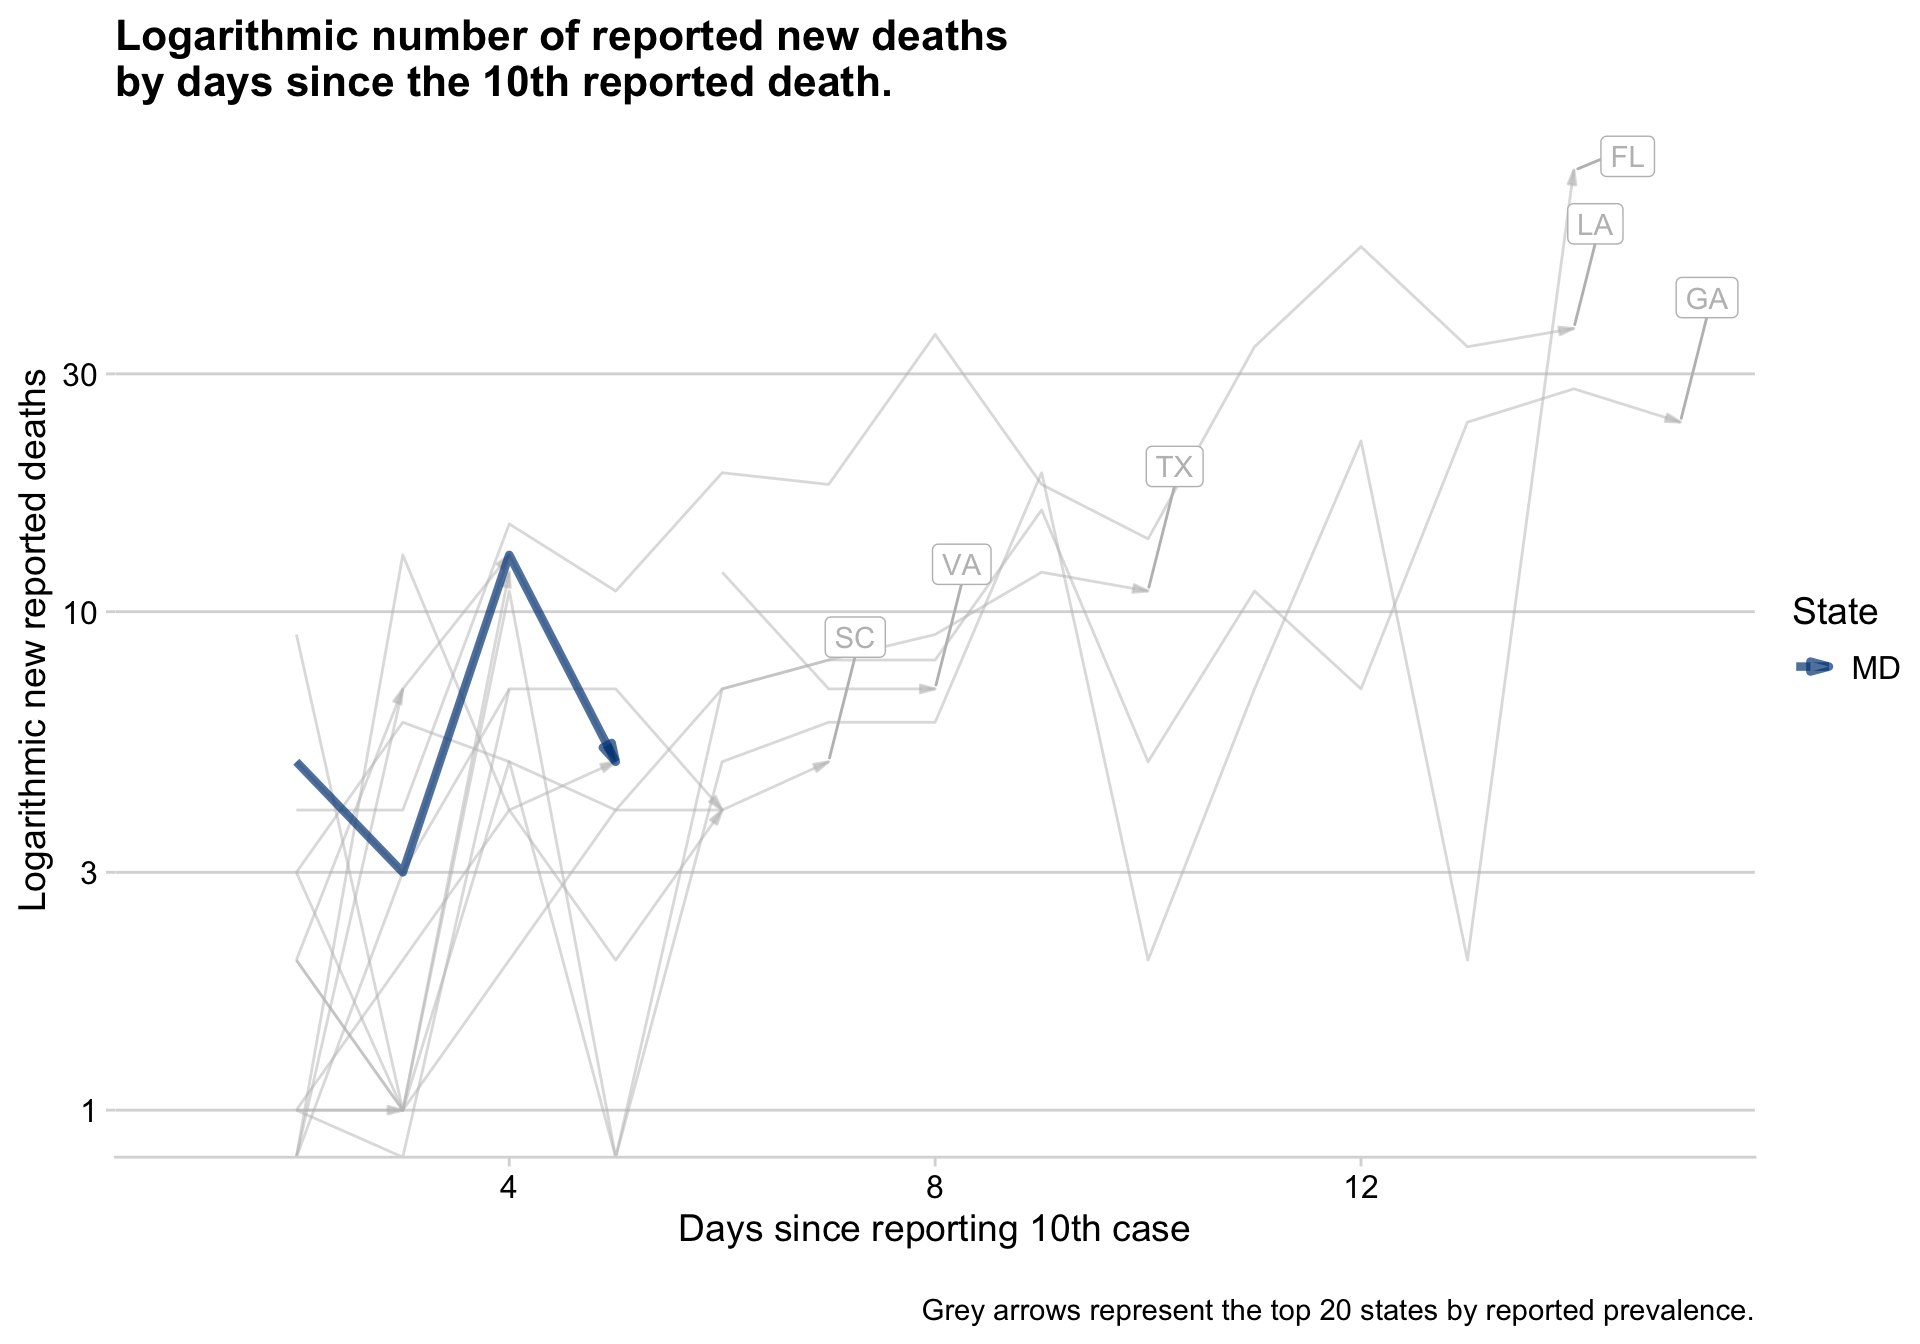 Logarithmic number of reported new deaths
by days since the 10th reported death.
FL
LA
GA
TX
VA
SC
Logarithmic new reported deaths
30
10
3
1
4
8
12
Days since reporting 10th case
State
MD
Grey arrows represent the top 20 states by reported prevalence.